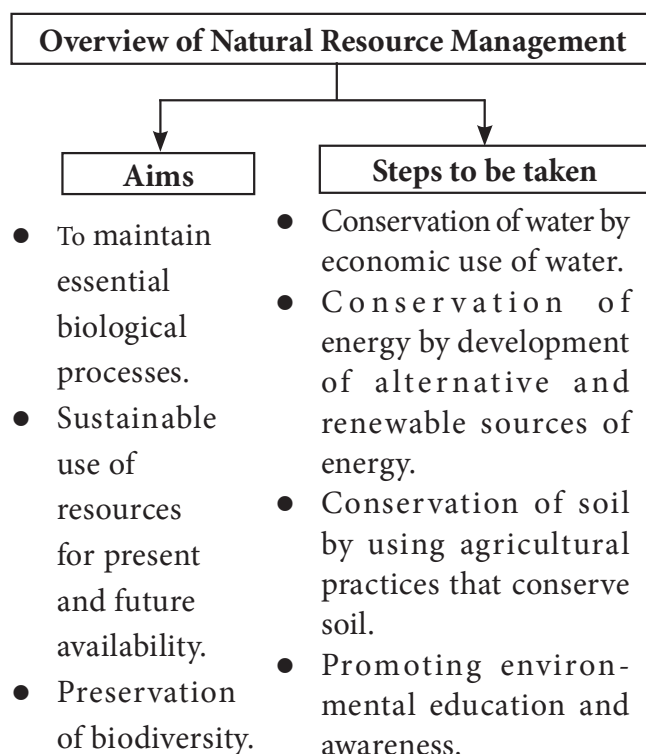 Overview of Natural Resource Management
Aims
● To maintain
essential
biological
processes.
● Sustainable
use of
resources
for present
and future
availability.
● Preservation
of biodiversity.
Steps to be taken
● Conservation of water by
economic use of water.
● Conservation of
energy by development
of alternative and
renewable sources of
energy.
● Conservation of soil
by using agricultural
practices that conserve
soil.
● Promoting environ-
mental education and
awareness.